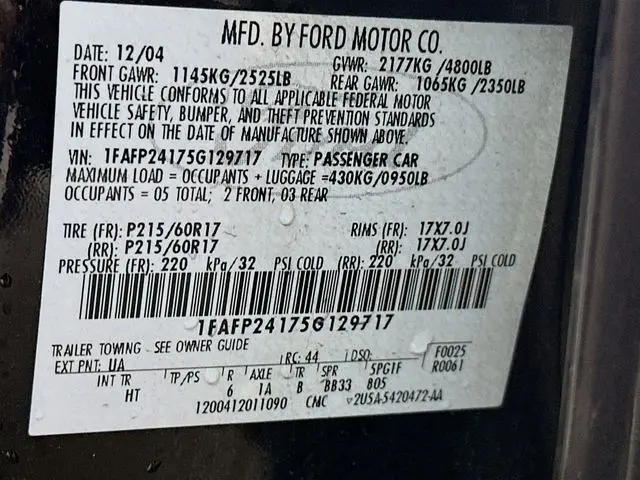 MFD. BY FORD MOTOR CO.
DATE: 12/04 GVWR: 2177KG /4800LB
FRONT GAWR: 1145KG/2525LB REAR GAWR: 1065KG /2350LB
THIS VEHICLE CONFORMS TO ALL APPLICABLE FEDERAL MOTOR
VEHICLE SAFETY, BUMPER, AND THEFT PREVENTION STANDARDS
IN EFFECT ON THE DATE OF MANUFACTURE SHOWN ABOVE.
VIN: 1FAFP24175G129717 TYPE: PASSENGER CAR
MAXIMUM LOAD = OCCUPANTS + LUGGAGE =430KG/0950LB
OCCUPANTS = 05 TOTAL; 2 FRONT, 03 REAR
TIRE (FR): P215/60R17 RIMS (FR): 17X7.0J
(RR): P215/60R17 (RR): 17X7.0J
PRESSURE (FR): 220 kPa/32 PSI COLD (RR): 220 kPa/32 PSI COLD
1FAFP24175G129717
TRAILER TOWING - SEE OWNER GUIDE
EXT PNT: UA RC: 44 DSO: F0025
R0061
INT TR TP/PS R AXLE TR SPR SPG1F
HT 6 1A B BB33 805
1200412011090 CMC 2U5A-5420472-AA